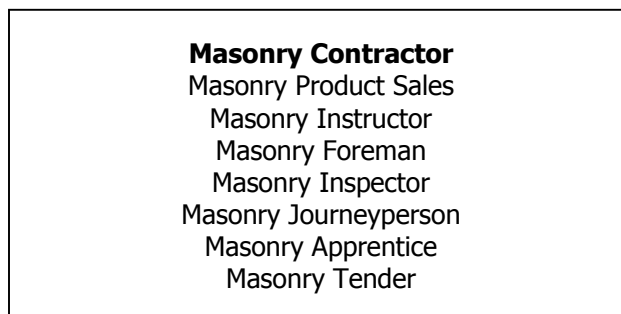 Masonry Contractor
Masonry Product Sales
Masonry Instructor
Masonry Foreman
Masonry Inspector
Masonry Journeyperson
Masonry Apprentice
Masonry Tender